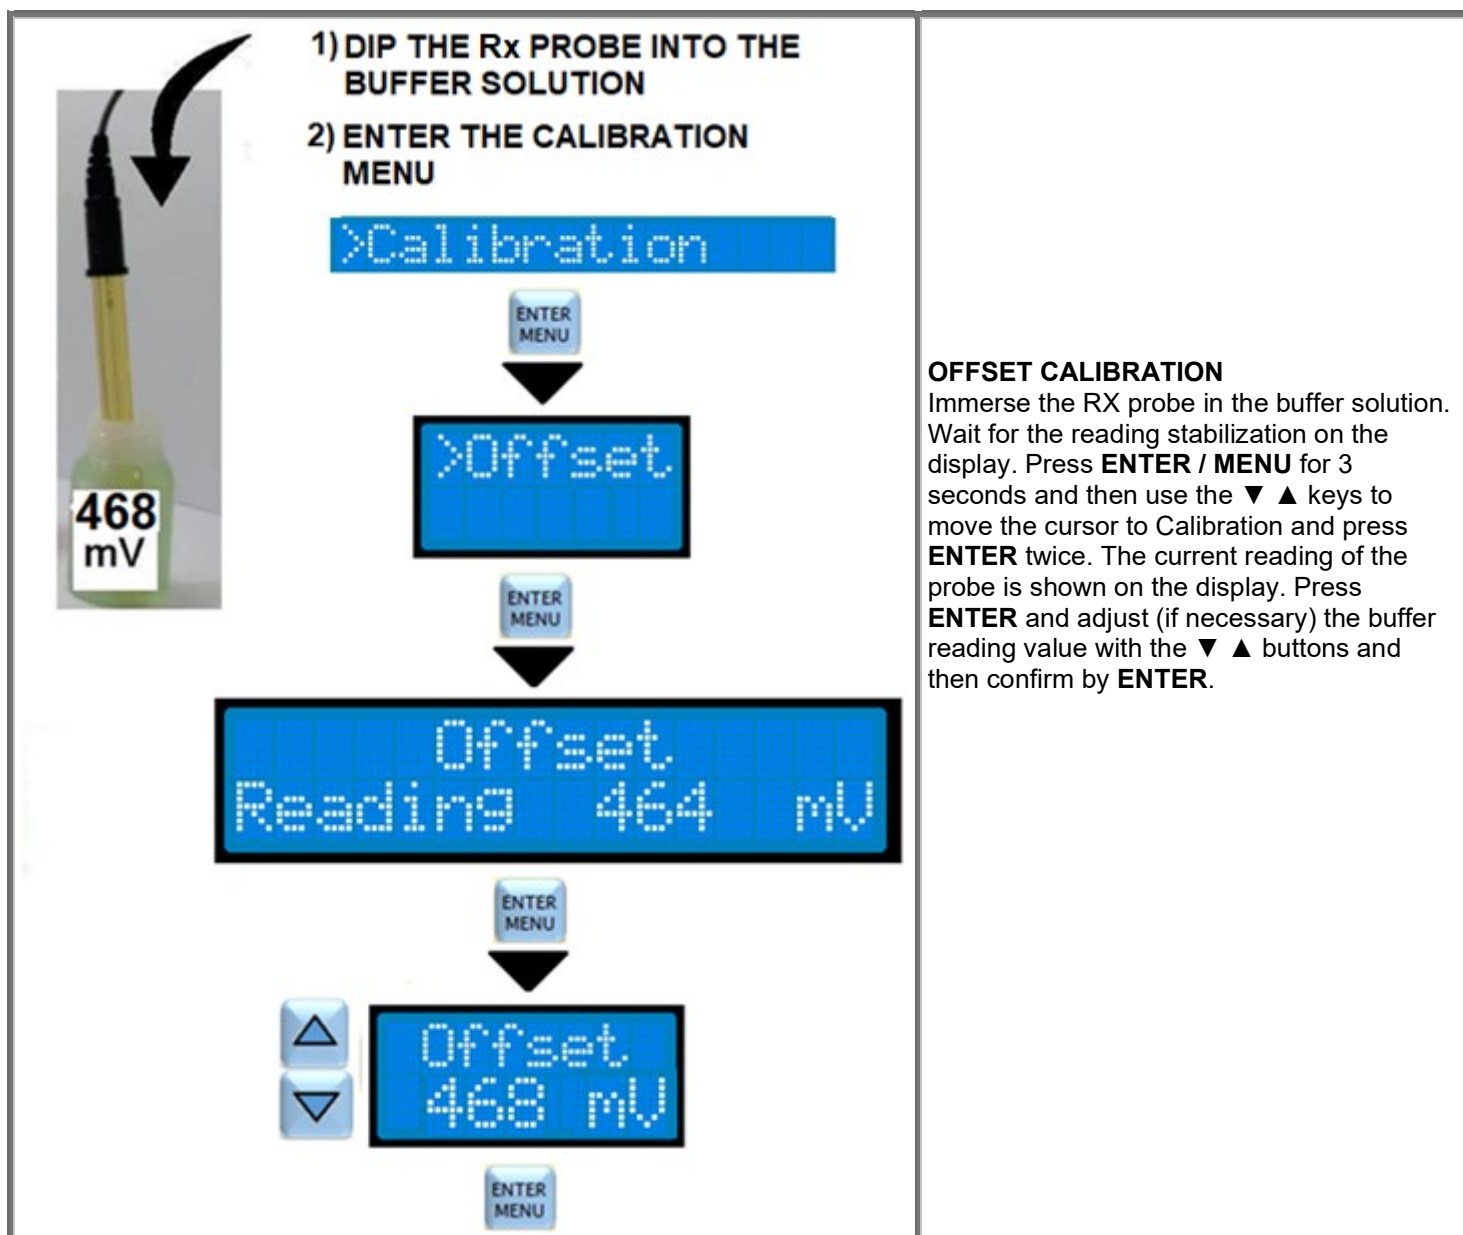 1) DIP THE Rx PROBE INTO THE
BUFFER SOLUTION
2) ENTER THE CALIBRATION
MENU
>Calibration
ENTER
MENU
>Offset
468
mV
ENTER
MENU
Offset
Reading 464 mV
ENTER
MENU
Offset
468 mV
ENTER
MENU
OFFSET CALIBRATION
Immerse the RX probe in the buffer solution.
Wait for the reading stabilization on the
display. Press ENTER / MENU for 3
seconds and then use the ▼ ▲ keys to
move the cursor to Calibration and press
ENTER twice. The current reading of the
probe is shown on the display. Press
ENTER and adjust (if necessary) the buffer
reading value with the ▼ ▲ buttons and
then confirm by ENTER.